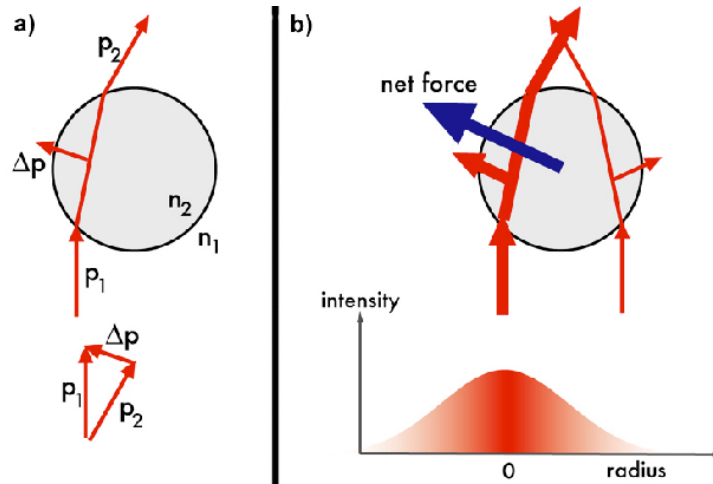 a)
p2
Δp
n2
n1
p1
Δp
p1
p2
b)
net force
intensity
0
radius